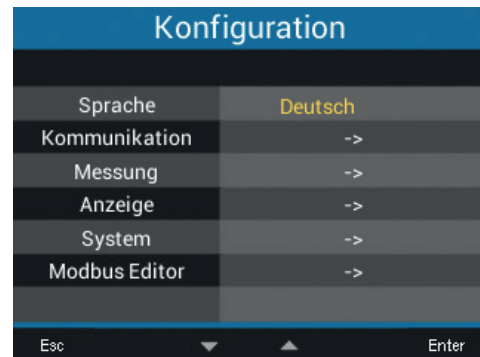 Konfiguration
Sprache Deutsch
Kommunikation ->
Messung ->
Anzeige ->
System ->
Modbus Editor ->
Esc Enter